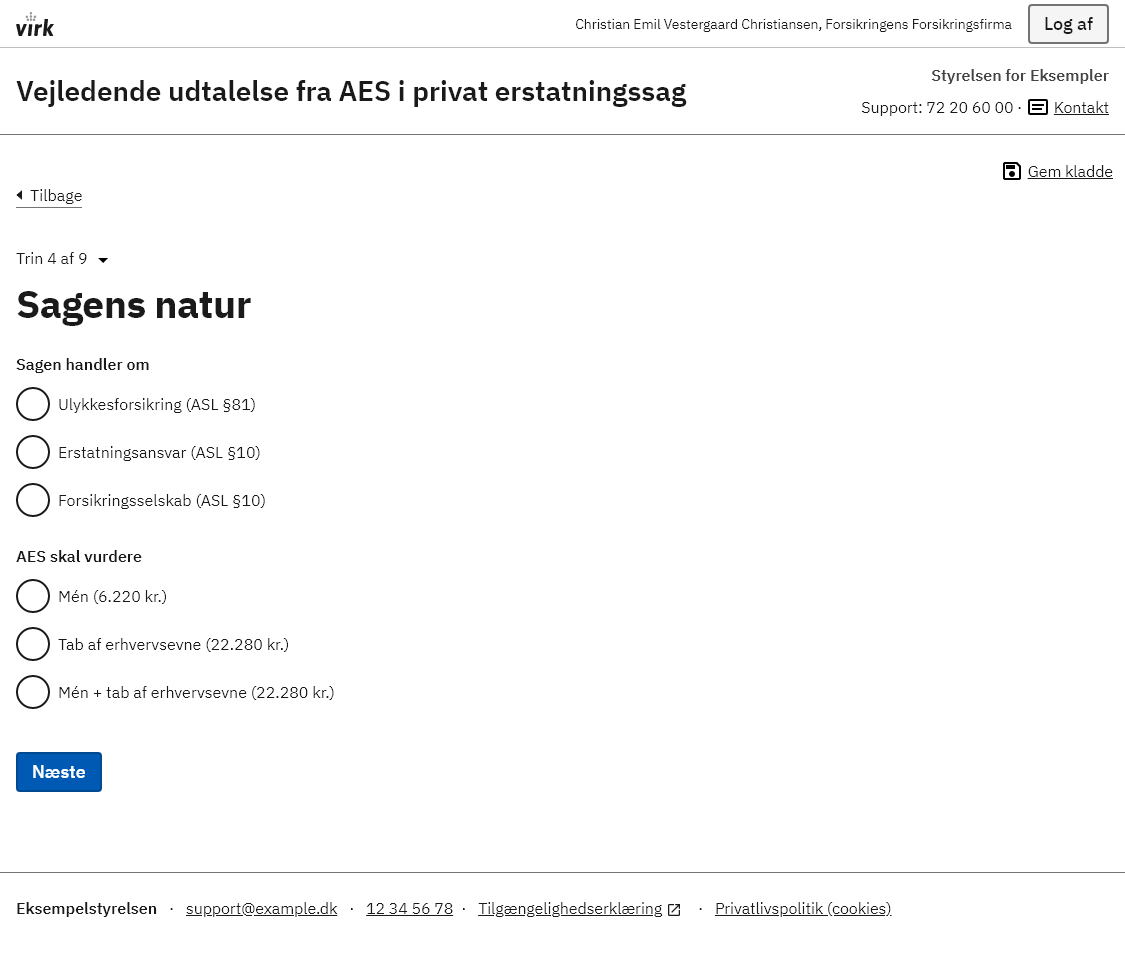 virk
Christian Emil Vestergaard Christiansen, Forsikringens Forsikringsfirma
Log af
Vejledende udtalelse fra AES i privat erstatningssag
Styrelsen for Eksempler
Support: 72 20 60 00 · Kontakt
Gem kladde
Tilbage
Trin 4 af 9
Sagens natur
Sagen handler om
Ulykkesforsikring (ASL §81)
Erstatningsansvar (ASL §10)
Forsikringsselskab (ASL §10)
AES skal vurdere
Mén (6.220 kr.)
Tab af erhvervsevne (22.280 kr.)
Mén + tab af erhvervsevne (22.280 kr.)
Næste
Eksempelstyrelsen · support@example.dk · 12 34 56 78 · Tilgængelighedserklæring · Privatlivspolitik (cookies)